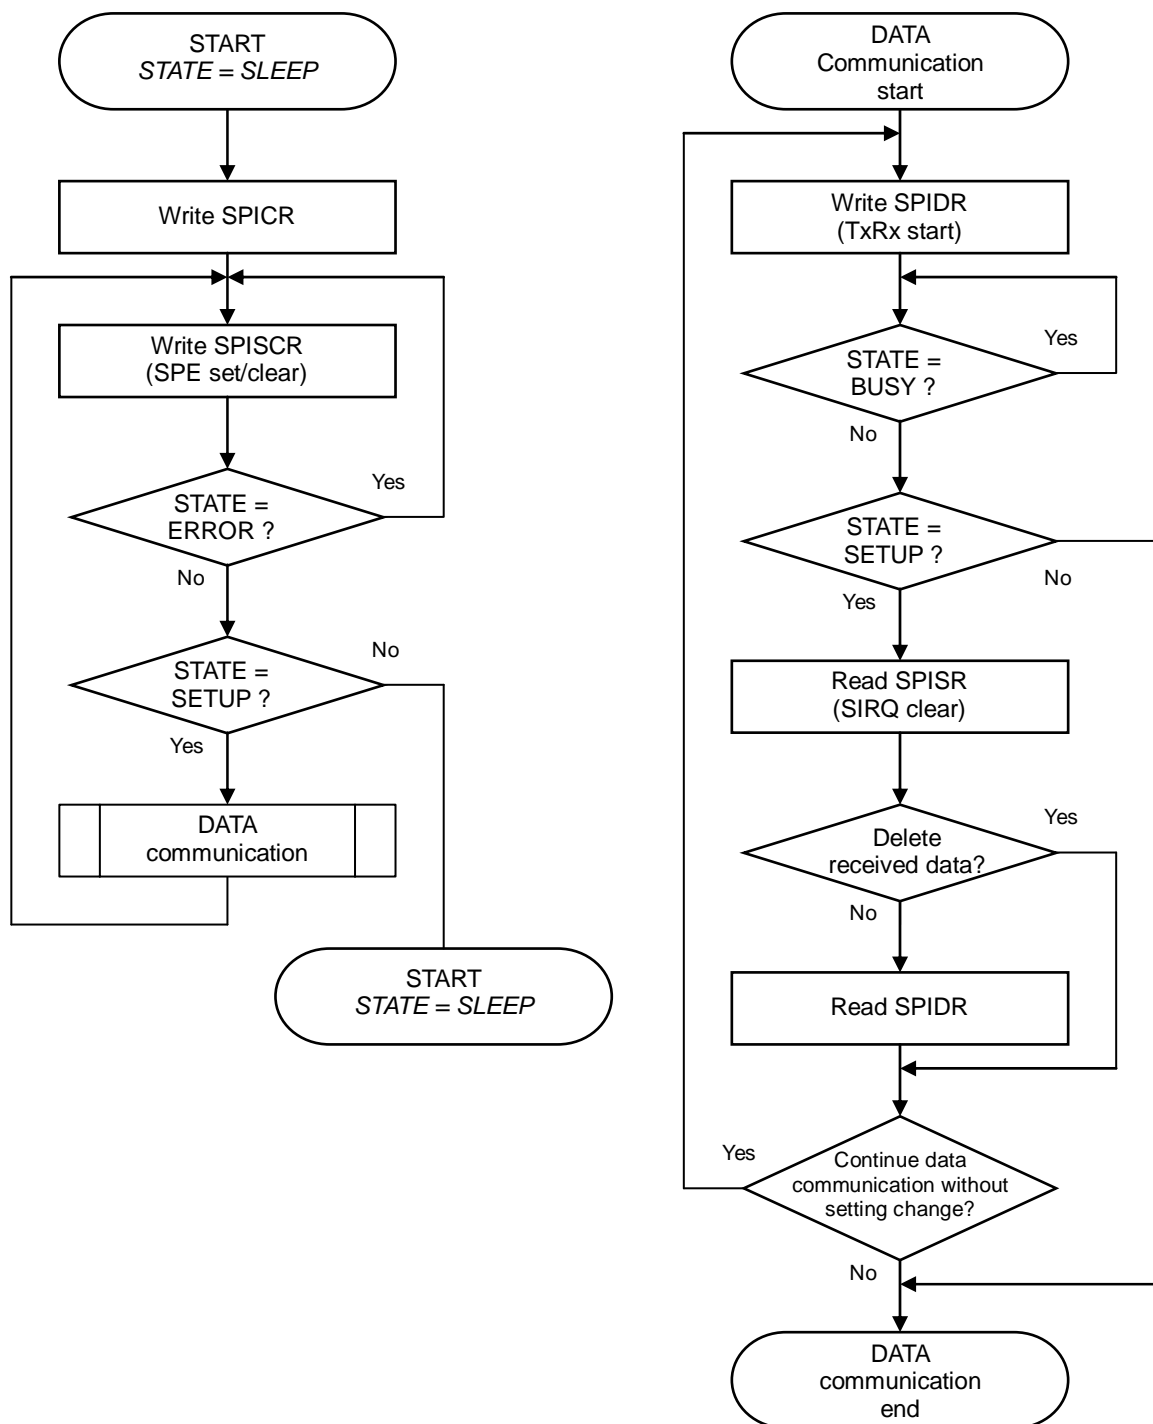 START
STATE = SLEEP
Write SPICR
Write SPISCR
(SPE set/clear)
Yes
STATE =
ERROR ?
No
No
STATE =
SETUP ?
Yes
DATA
communication
START
STATE = SLEEP
DATA
Communication
start
Write SPIDR
(TxRx start)
Yes
STATE =
BUSY ?
No
STATE =
SETUP ?
No
Yes
Read SPISR
(SIRQ clear)
Yes
Delete
received data?
No
Read SPIDR
Yes
Continue data
communication without
setting change?
No
DATA
communication
end